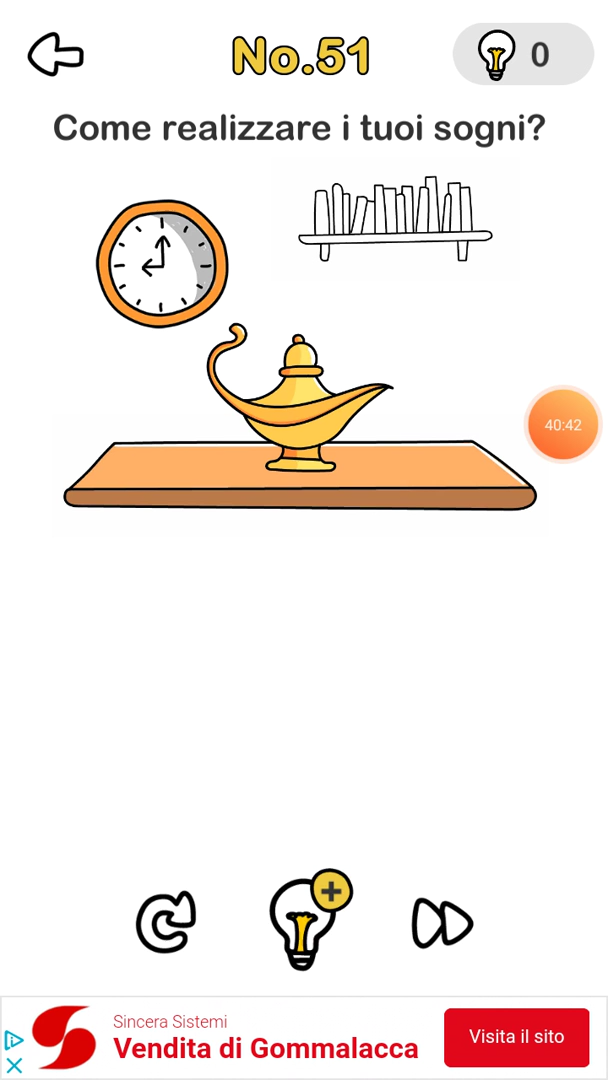 No.51
0
Come realizzare i tuoi sogni?
40:42
Sincera Sistemi
Vendita di Gommalacca
Visita il sito